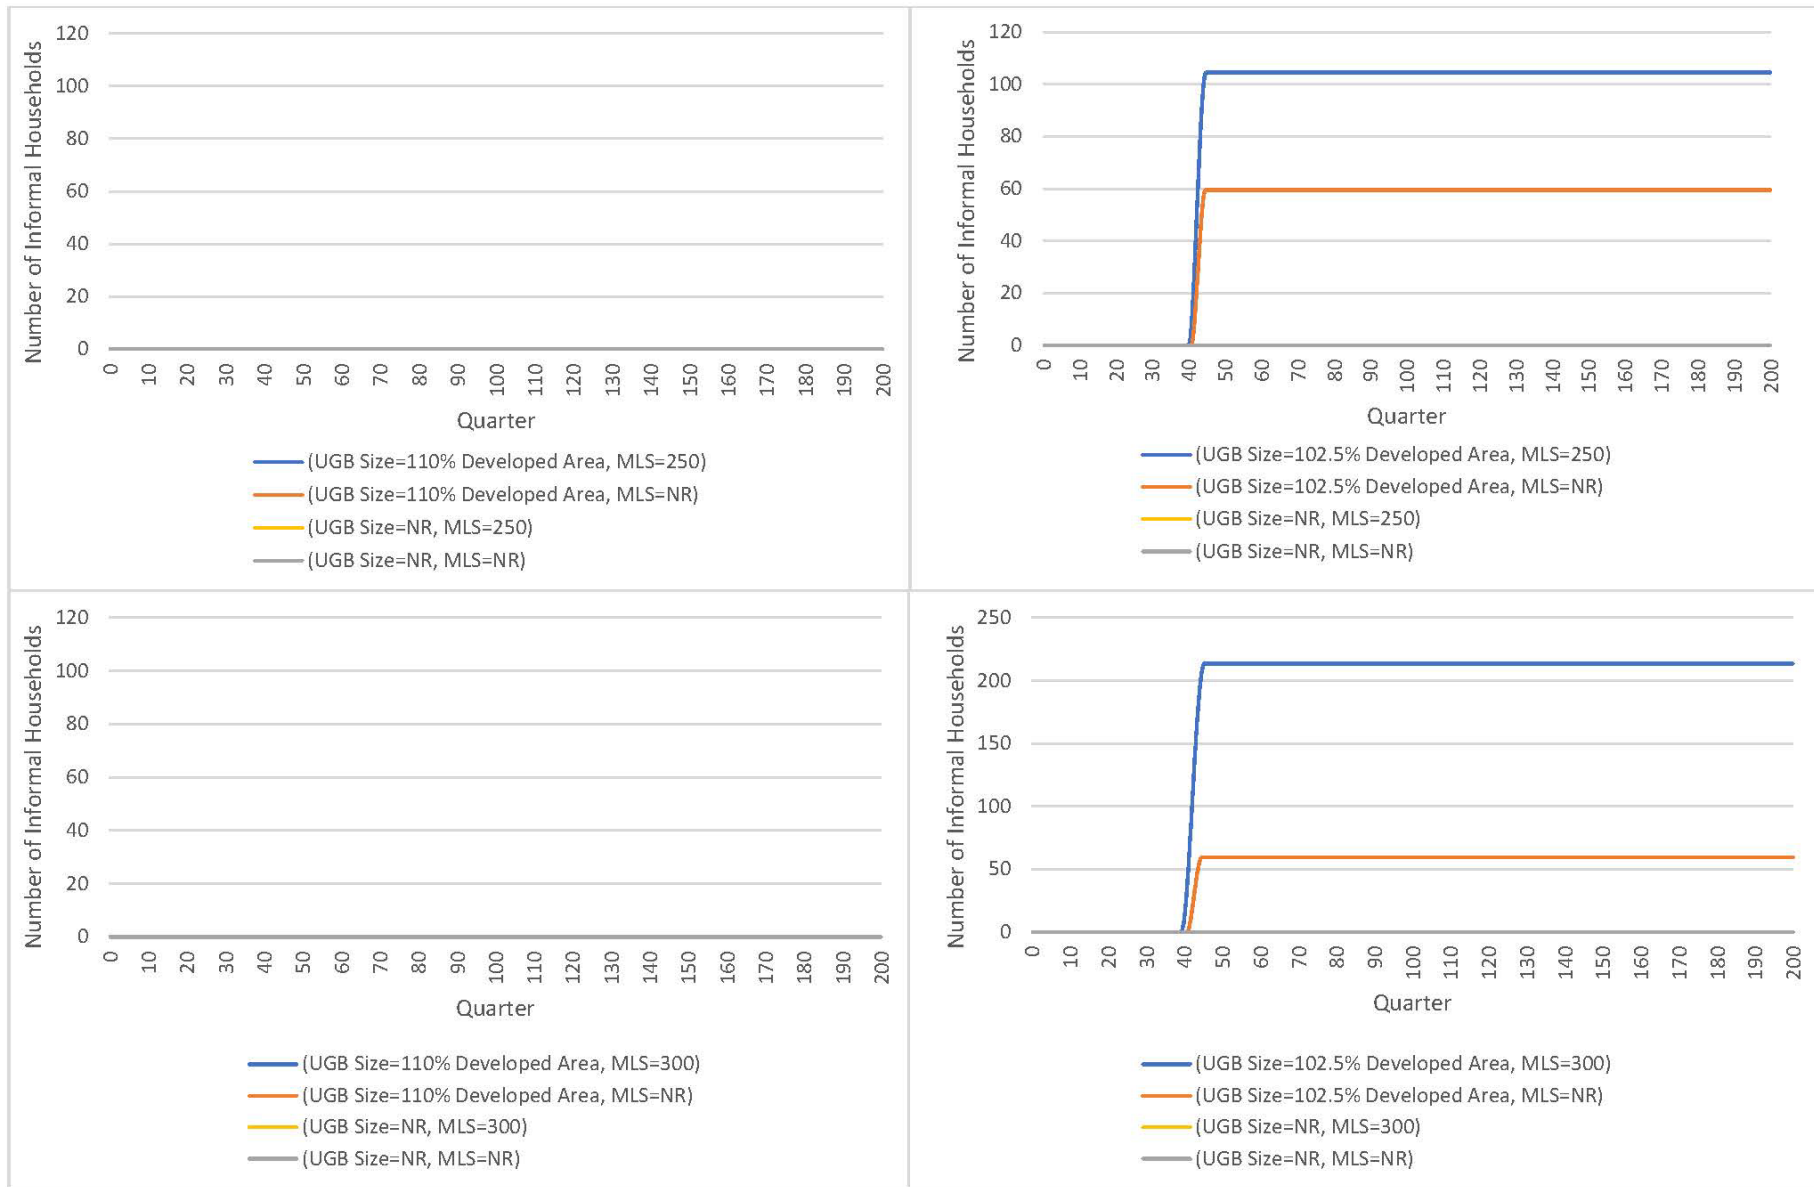 Number of Informal Households
120
100
80
60
40
20
0
0 10 20 30 40 50 60 70 80 90 100 110 120 130 140 150 160 170 180 190 200
Quarter
(UGB Size=110% Developed Area, MLS=250)
(UGB Size=110% Developed Area, MLS=NR)
(UGB Size=NR, MLS=250)
(UGB Size=NR, MLS=NR)
Number of Informal Households
120
100
80
60
40
20
0
0 10 20 30 40 50 60 70 80 90 100 110 120 130 140 150 160 170 180 190 200
Quarter
(UGB Size=102.5% Developed Area, MLS=250)
(UGB Size=102.5% Developed Area, MLS=NR)
(UGB Size=NR, MLS=250)
(UGB Size=NR, MLS=NR)
Number of Informal Households
120
100
80
60
40
20
0
0 10 20 30 40 50 60 70 80 90 100 110 120 130 140 150 160 170 180 190 200
Quarter
(UGB Size=110% Developed Area, MLS=300)
(UGB Size=110% Developed Area, MLS=NR)
(UGB Size=NR, MLS=300)
(UGB Size=NR, MLS=NR)
Number of Informal Households
250
200
150
100
50
0
0 10 20 30 40 50 60 70 80 90 100 110 120 130 140 150 160 170 180 190 200
Quarter
(UGB Size=102.5% Developed Area, MLS=300)
(UGB Size=102.5% Developed Area, MLS=NR)
(UGB Size=NR, MLS=300)
(UGB Size=NR, MLS=NR)